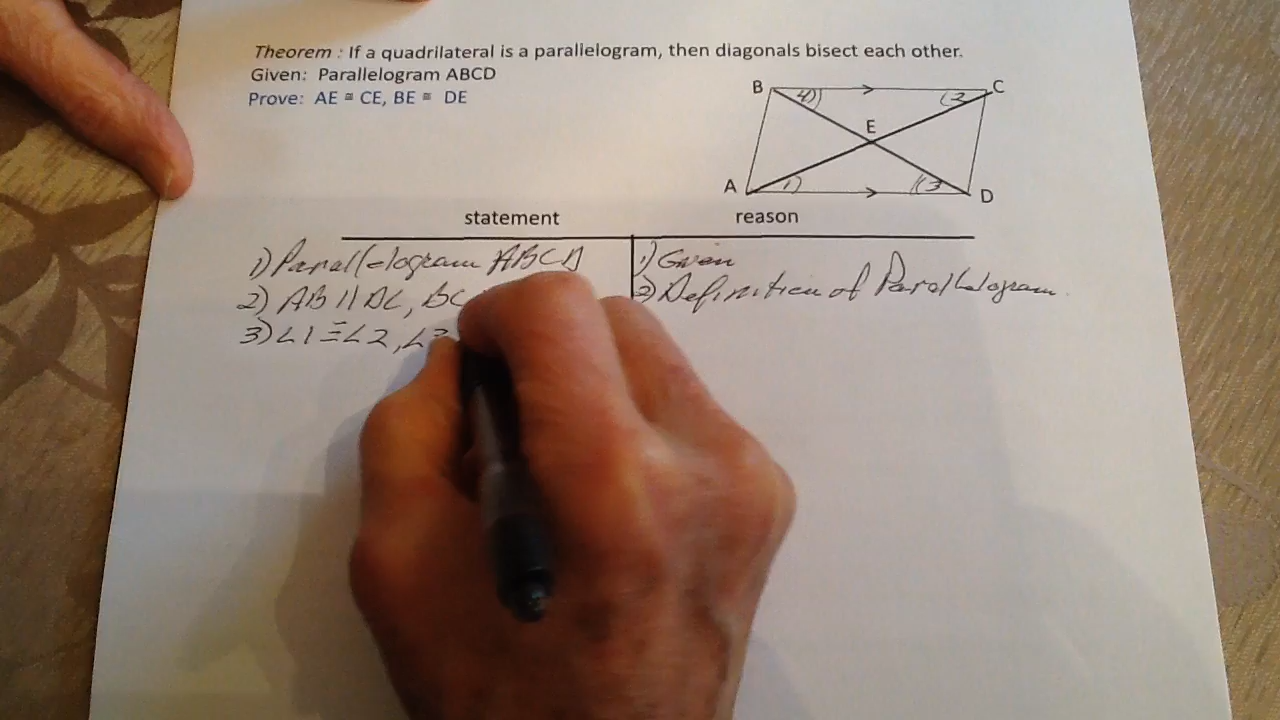 Theorem : If a quadrilateral is a parallelogram, then diagonals bisect each other.
Given: Parallelogram ABCD
Prove: AE ≅ CE, BE ≅ DE
B
4
2
C
E
A
1
3
D
statement
reason
1) Parallelogram ABCD
1) Given
2) AB || DC, BC
2) Definition of Parallelogram
3) ∠1 ≅ ∠2, ∠3